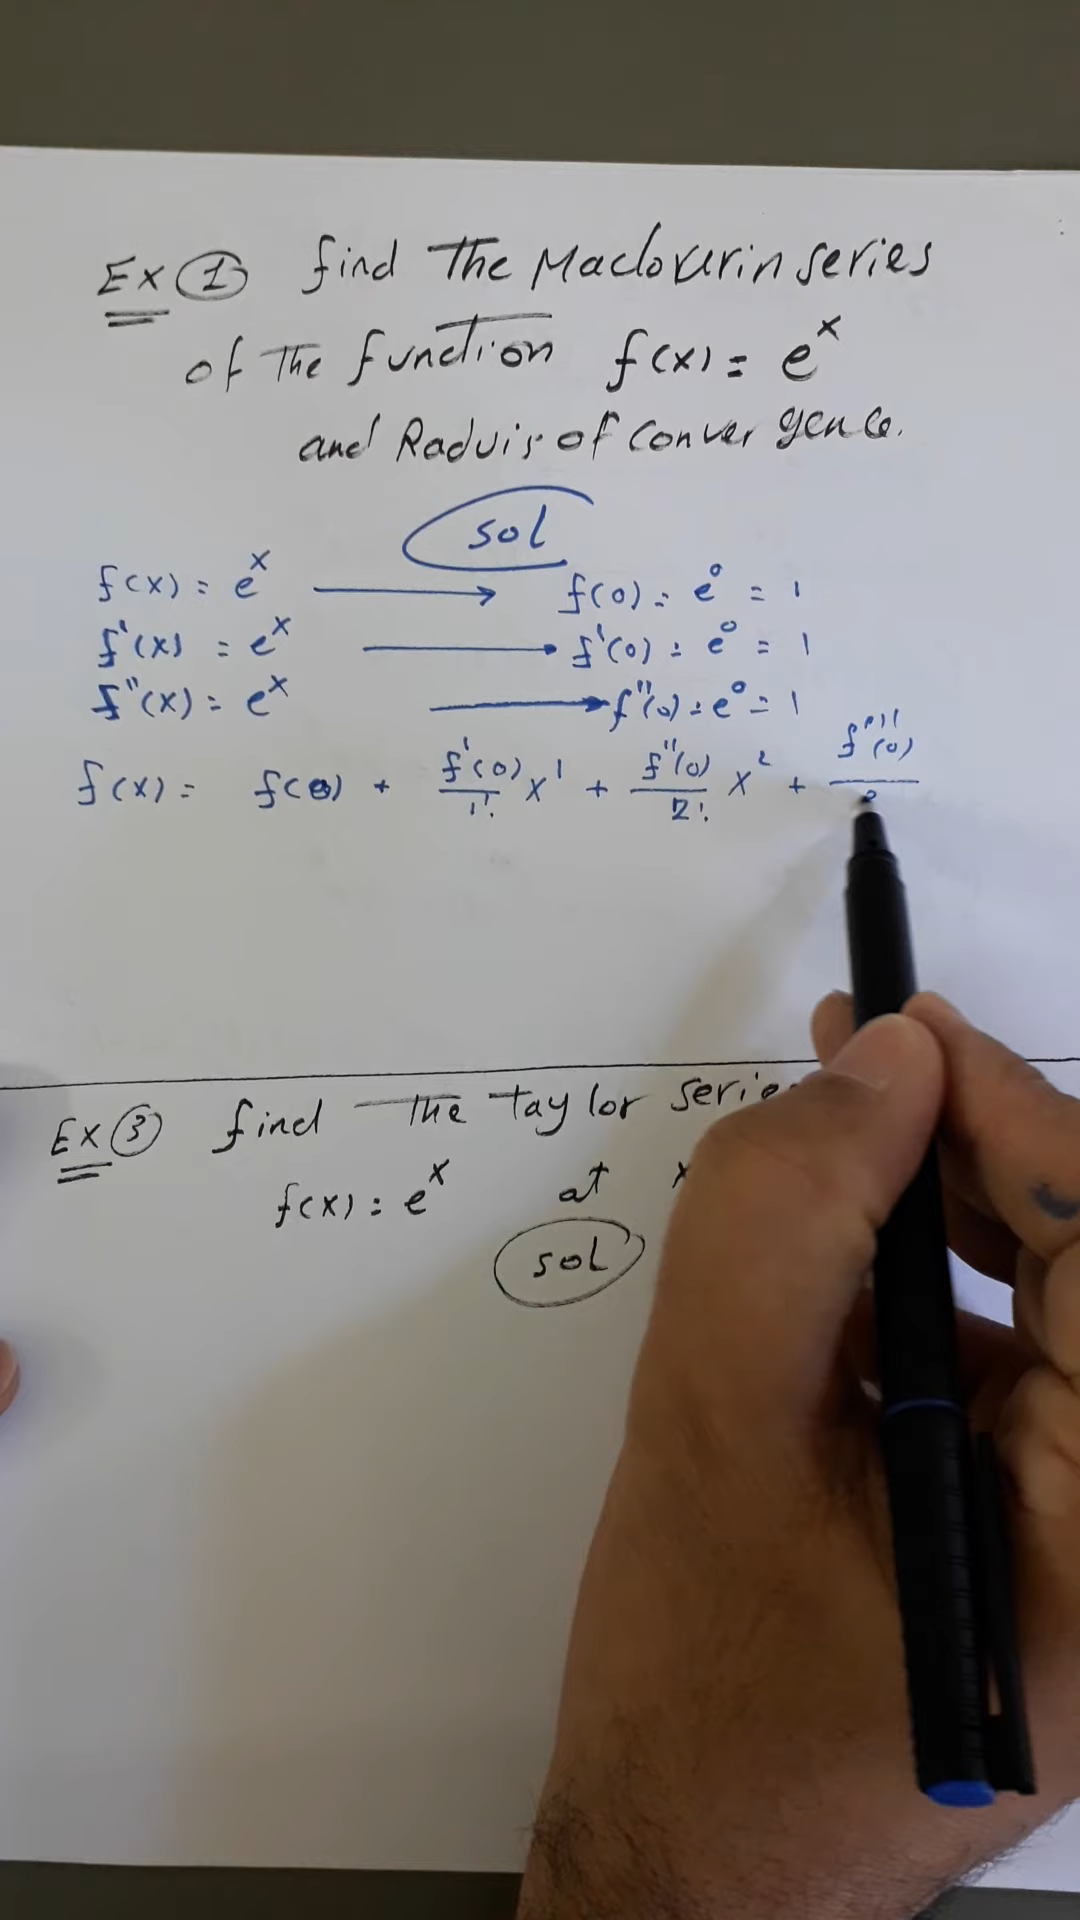 Ex ① find the Maclourin series
of the function f(x) = e^x
and Raduis of convergence.
sol
f(x) = e^x → f(0) = e^0 = 1
f'(x) = e^x → f'(0) = e^0 = 1
f''(x) = e^x → f''(0) = e^0 = 1
f(x) = f(0) + f'(0)/1! x^1 + f''(0)/2! x^2 + f'''(0)/
Ex ③ find the taylor serie
f(x) = e^x at x
sol